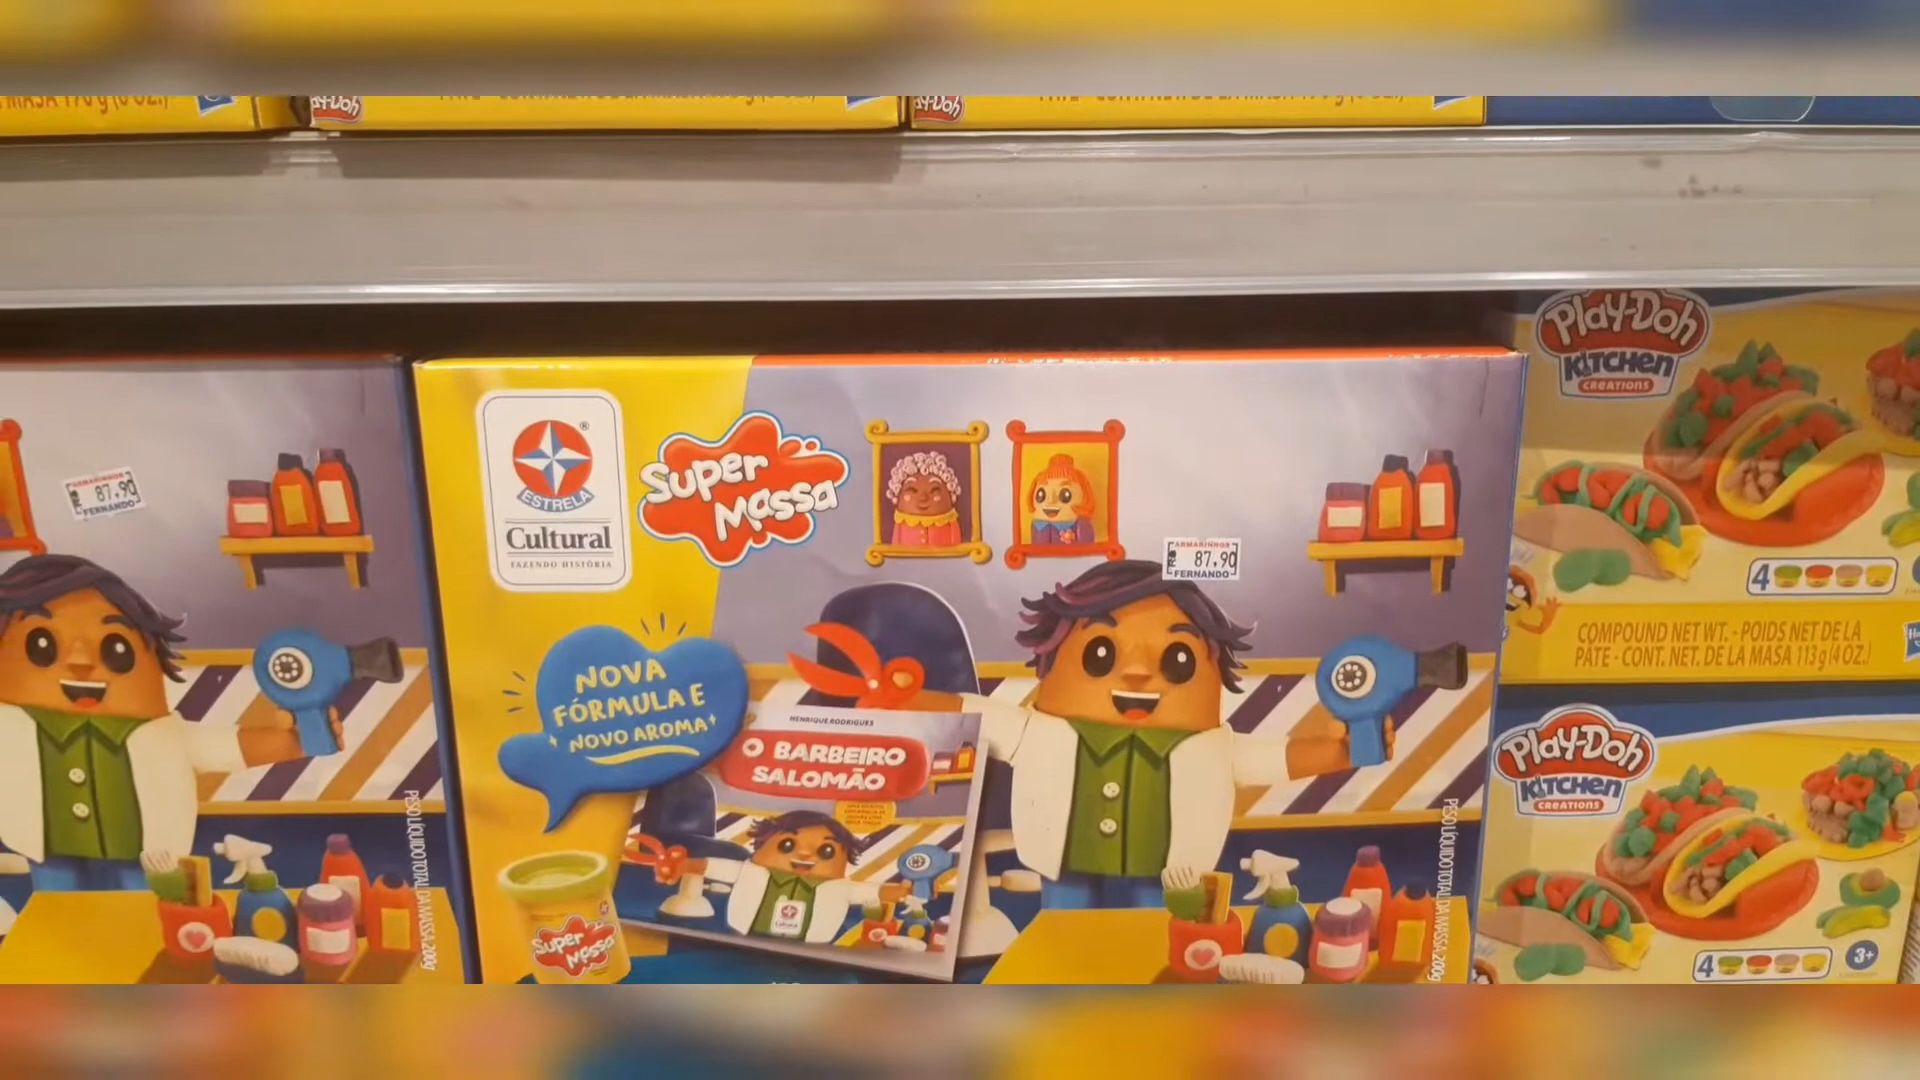 Play-Doh
Play-Doh
ARMARINHOS
R$ 87,90
FERNANDO
PESO LÍQUIDO TOTAL DA MASSA: 200g
ESTRELA
®
Cultural
FAZENDO HISTÓRIA
Super
Massa
ARMARINHOS
R$ 87,90
FERNANDO
NOVA
FÓRMULA E
NOVO AROMA
HENRIQUE RODRIGUES
O BARBEIRO
SALOMÃO
Super
Massa
PESO LÍQUIDO TOTAL DA MASSA: 200g
Play-Doh
KITCHEN
CREATIONS
4
COMPOUND NET WT. - POIDS NET DE LA
PÂTE - CONT. NET. DE LA MASA 113 g (4 OZ.)
Play-Doh
KITCHEN
CREATIONS
4
3+